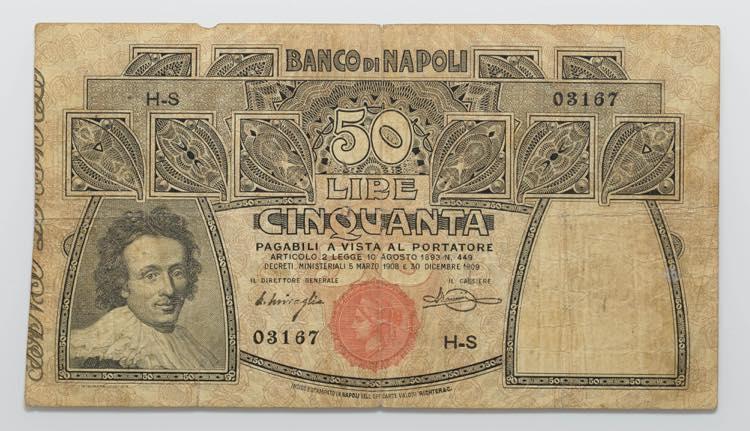 BANCO DI NAPOLI
H-S
03167
50
LIRE
CINQUANTA
PAGABILI A VISTA AL PORTATORE
ARTICOLO 2 LEGGE 10 AGOSTO 1893 N. 449
DECRETI MINISTERIALI 5 MARZO 1908 E 30 DICEMBRE 1909
IL DIRETTORE GENERALE
IL CASSIERE
03167
H-S
RICHTER & C.